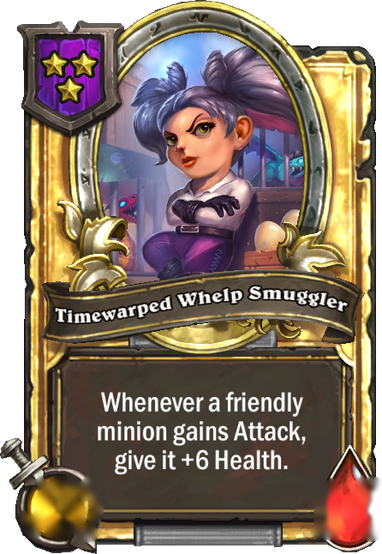 Timewarped Whelp Smuggler
Whenever a friendly
minion gains Attack,
give it +6 Health.